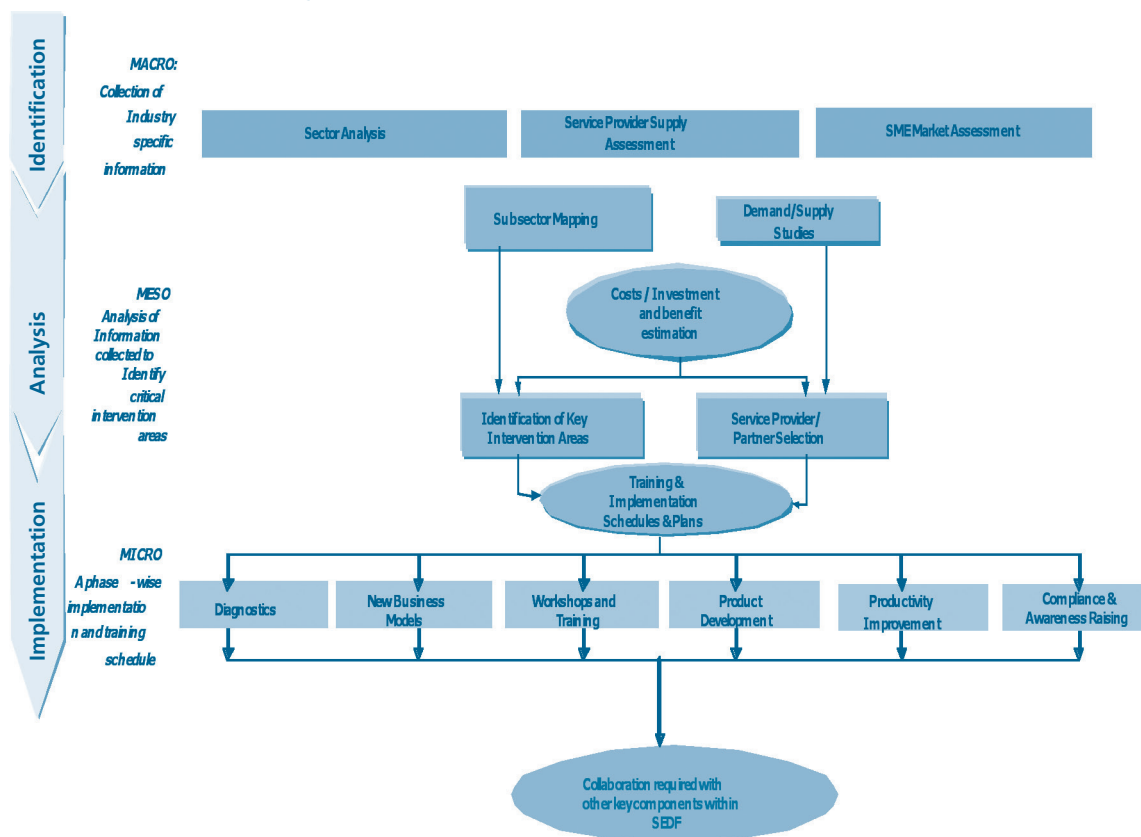 Identification
MACRO:
Collection of
Industry
specific
information
Sector Analysis
Service Provider Supply
Assessment
SME Market Assessment
Subsector Mapping
Demand/Supply
Studies
Analysis
MESO
Analysis of
Information
collected to
Identify
critical
intervention
areas
Costs / Investment
and benefit
estimation
Identification of Key
Intervention Areas
Service Provider/
Partner Selection
Training &
Implementation
Schedules & Plans
Implementation
MICRO
A phase - wise
implementatio
n and training
schedule
Diagnostics
New Business
Models
Workshops and
Training
Product
Development
Productivity
Improvement
Compliance &
Awareness Raising
Collaboration required with
other key components within
SEDF